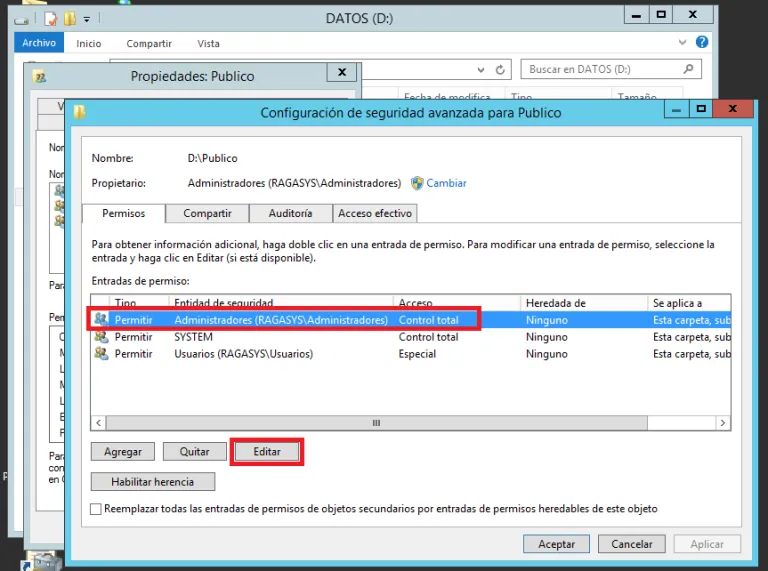 DATOS (D:)
Archivo Inicio Compartir Vista
Buscar en DATOS (D:)
Propiedades: Publico
Fecha de modifica... Tipo Tamaño
Configuración de seguridad avanzada para Publico
Nombre: D:\Publico
Propietario: Administradores (RAGASYS\Administradores) Cambiar
Permisos Compartir Auditoría Acceso efectivo
Para obtener información adicional, haga doble clic en una entrada de permiso. Para modificar una entrada de permiso, seleccione la
entrada y haga clic en Editar (si está disponible).
Entradas de permiso:
Tipo Entidad de seguridad Acceso Heredada de Se aplica a
Permitir Administradores (RAGASYS\Administradores) Control total Ninguno Esta carpeta, sub
Permitir SYSTEM Control total Ninguno Esta carpeta, sub
Permitir Usuarios (RAGASYS\Usuarios) Especial Ninguno Esta carpeta, sub
Agregar Quitar Editar
Habilitar herencia
Reemplazar todas las entradas de permisos de objetos secundarios por entradas de permisos heredables de este objeto
Aceptar Cancelar Aplicar